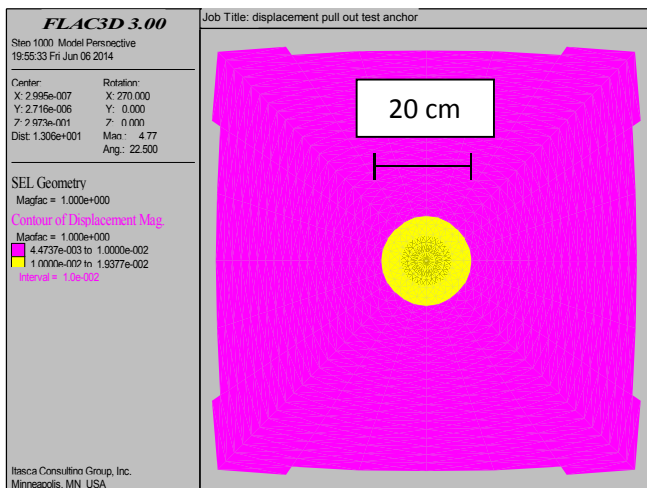 FLAC3D 3.00
Step 1000 Model Perspective
19:55:33 Fri Jun 06 2014
Center:
X: 2.995e-007
Y: 2.716e-006
Z: 2.973e-001
Dist: 1.306e+001
Rotation:
X: 270.000
Y: 0.000
Z: 0.000
Mag.: 4.77
Ang.: 22.500
SEL Geometry
Magfac = 1.000e+000
Contour of Displacement Mag.
Magfac = 1.000e+000
4.4737e-003 to 1.0000e-002
1.0000e-002 to 1.9377e-002
Interval = 1.0e-002
Itasca Consulting Group, Inc.
Minneapolis, MN USA
Job Title: displacement pull out test anchor
20 cm